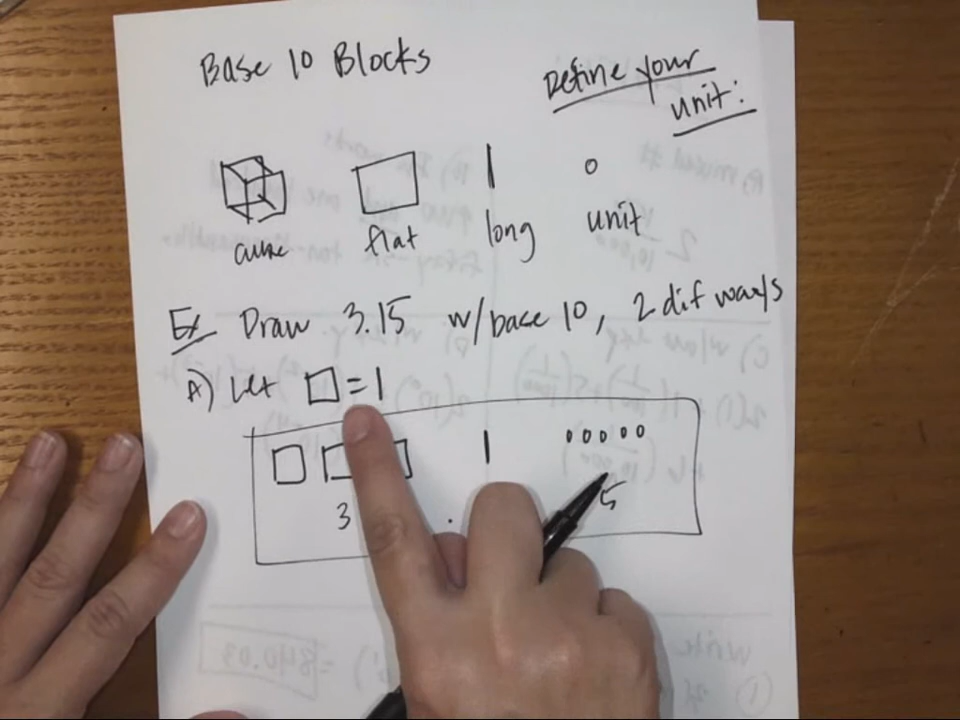 Base 10 Blocks
Define your
unit:
cube flat long unit
Ex Draw 3.15 w/base 10, 2 dif ways
A) Let □ = 1
3 . 5